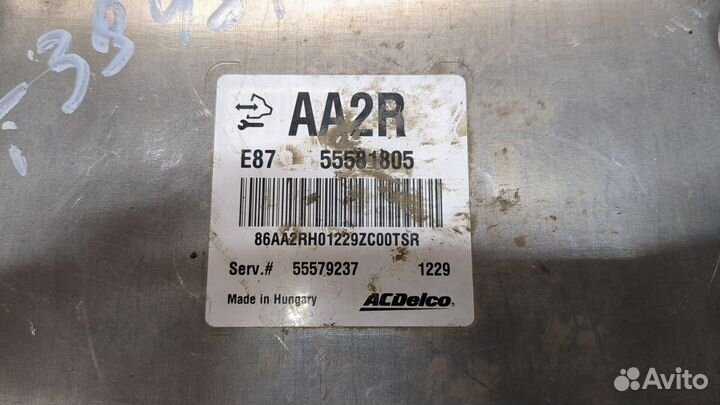 AA2R
E87 55581805
86AA2RH01229ZC00TSR
Serv.# 55579237 1229
Made in Hungary ACDelco
Avito